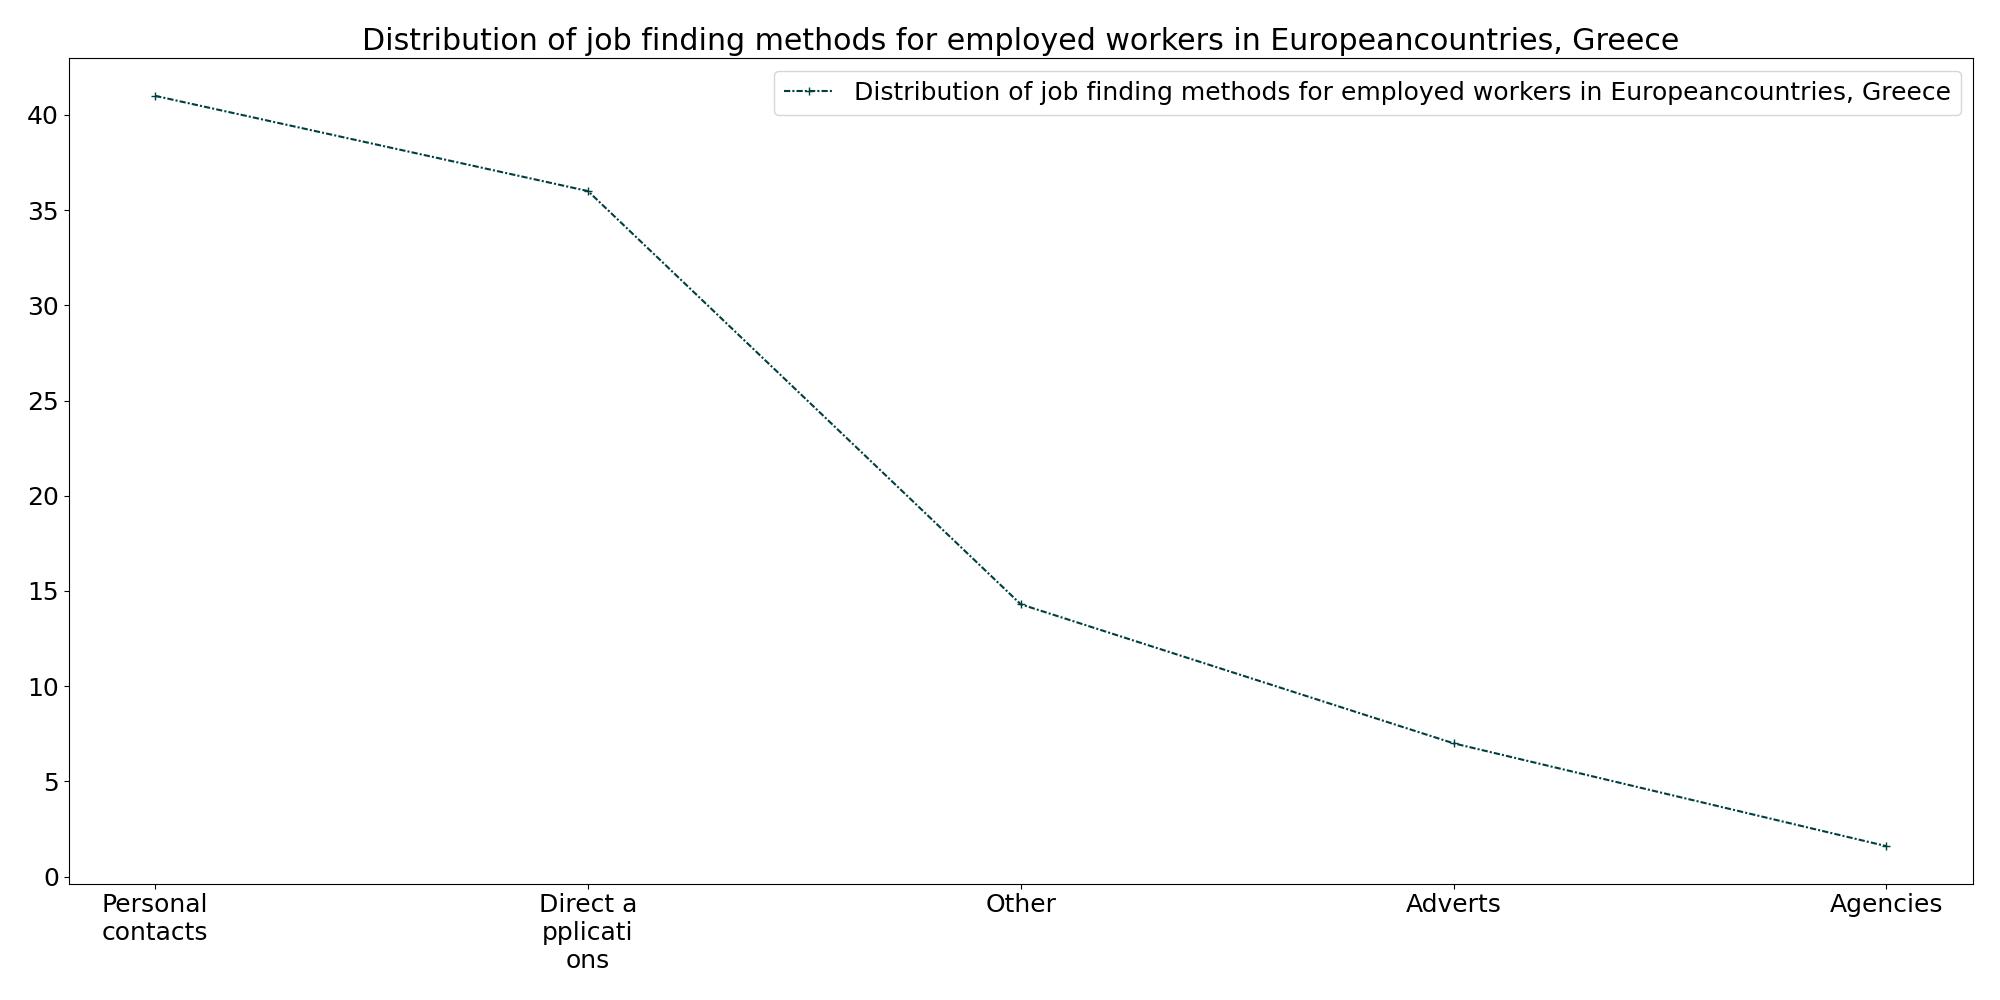 Distribution of job finding methods for employed workers in Europeancountries, Greece
Distribution of job finding methods for employed workers in Europeancountries, Greece
40
35
30
25
20
15
10
5
0
Personal
contacts
Direct a
pplicati
ons
Other
Adverts
Agencies